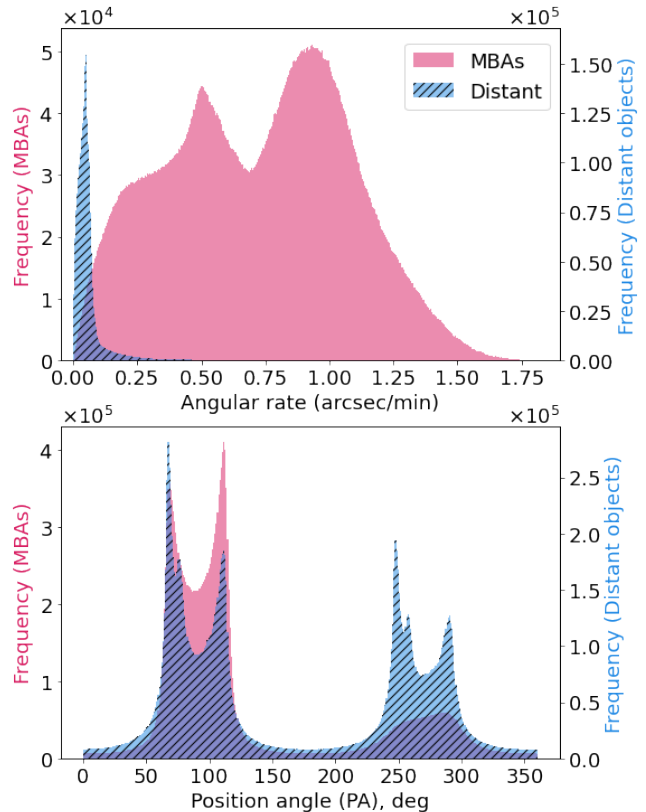 ×10⁴
×10⁵
5
4
3
2
1
0
Frequency (MBAs)
MBAs
Distant
1.50
1.25
1.00
0.75
0.50
0.25
0.00
Frequency (Distant objects)
0.00 0.25 0.50 0.75 1.00 1.25 1.50 1.75
Angular rate (arcsec/min)
×10⁵
×10⁵
4
3
2
1
0
Frequency (MBAs)
2.5
2.0
1.5
1.0
0.5
0.0
Frequency (Distant objects)
0 50 100 150 200 250 300 350
Position angle (PA), deg